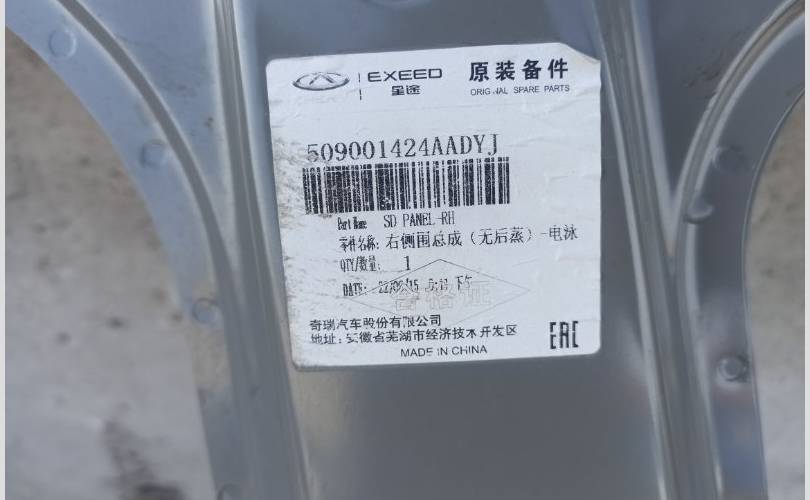 EXEED
星途
原装备件
ORIGINAL SPARE PARTS
509001424AADYJ
Part Name: SD PANEL-RH
零件名称: 右侧围总成（无后蒸）-电泳
QTY/数量: 1
DATE: 下午
合格证
奇瑞汽车股份有限公司
地址: 安徽省芜湖市经济技术开发区
MADE IN CHINA
EAC